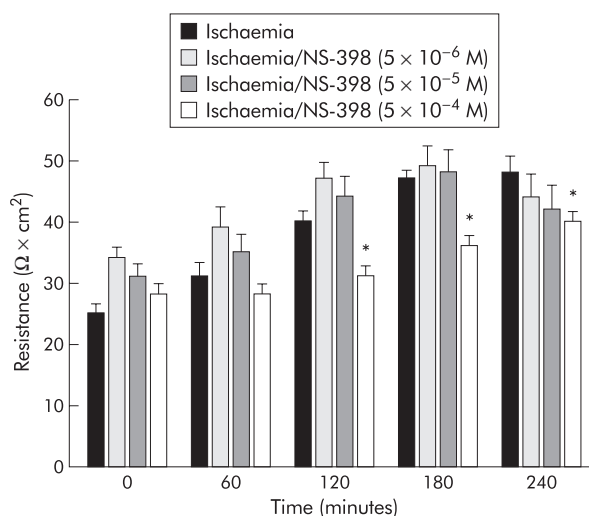 Ischaemia
Ischaemia/NS-398 (5 × 10⁻⁶ M)
Ischaemia/NS-398 (5 × 10⁻⁵ M)
Ischaemia/NS-398 (5 × 10⁻⁴ M)
60
50
40
30
20
10
0
Resistance (Ω × cm²)
*
*
*
0 60 120 180 240
Time (minutes)